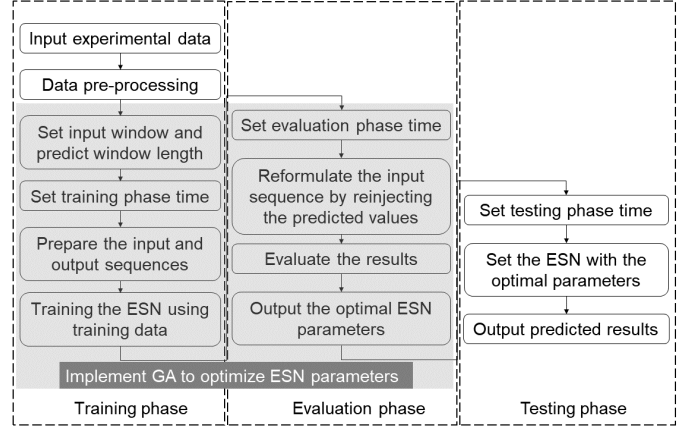 Input experimental data
Data pre-processing
Set input window and
predict window length
Set training phase time
Prepare the input and
output sequences
Training the ESN using
training data
Set evaluation phase time
Reformulate the input
sequence by reinjecting
the predicted values
Evaluate the results
Output the optimal ESN
parameters
Set testing phase time
Set the ESN with the
optimal parameters
Output predicted results
Implement GA to optimize ESN parameters
Training phase
Evaluation phase
Testing phase